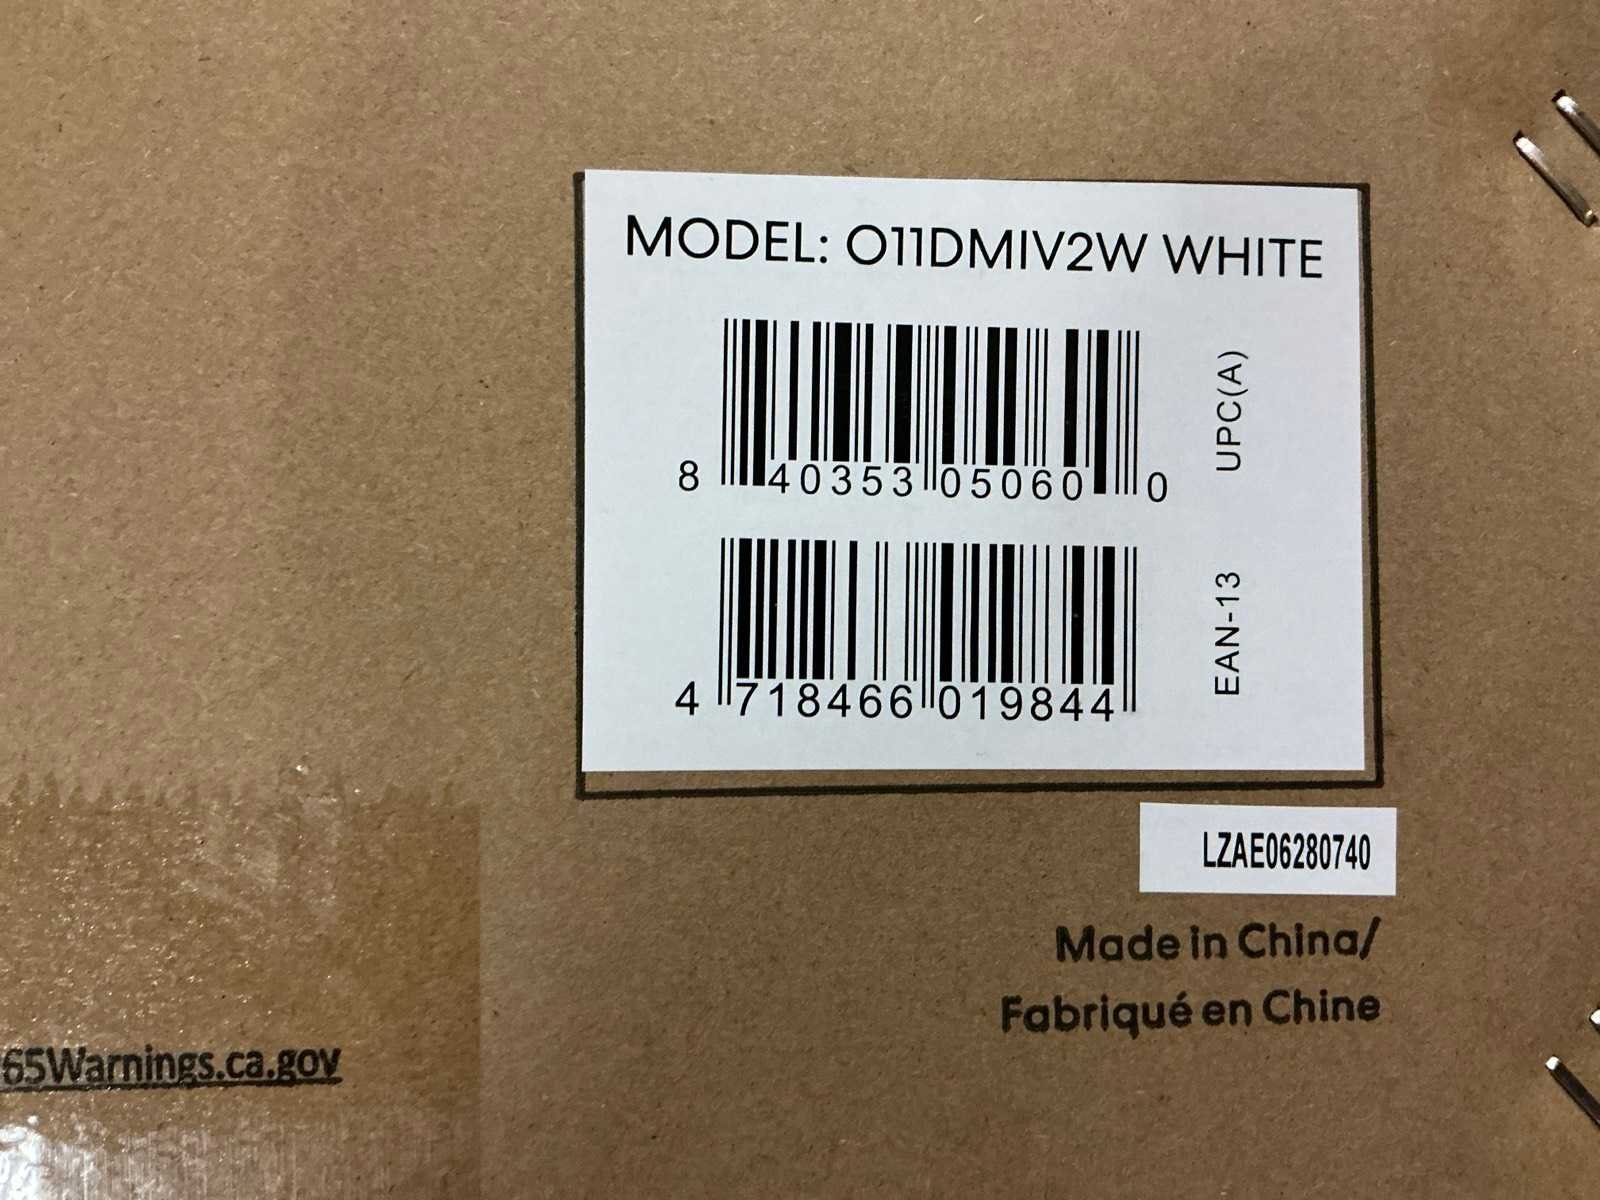 MODEL: O11DMIV2W WHITE
8 40353 05060 0
UPC(A)
4 718466 019844
EAN-13
LZAE06280740
Made in China/
Fabriqué en Chine
65Warnings.ca.gov